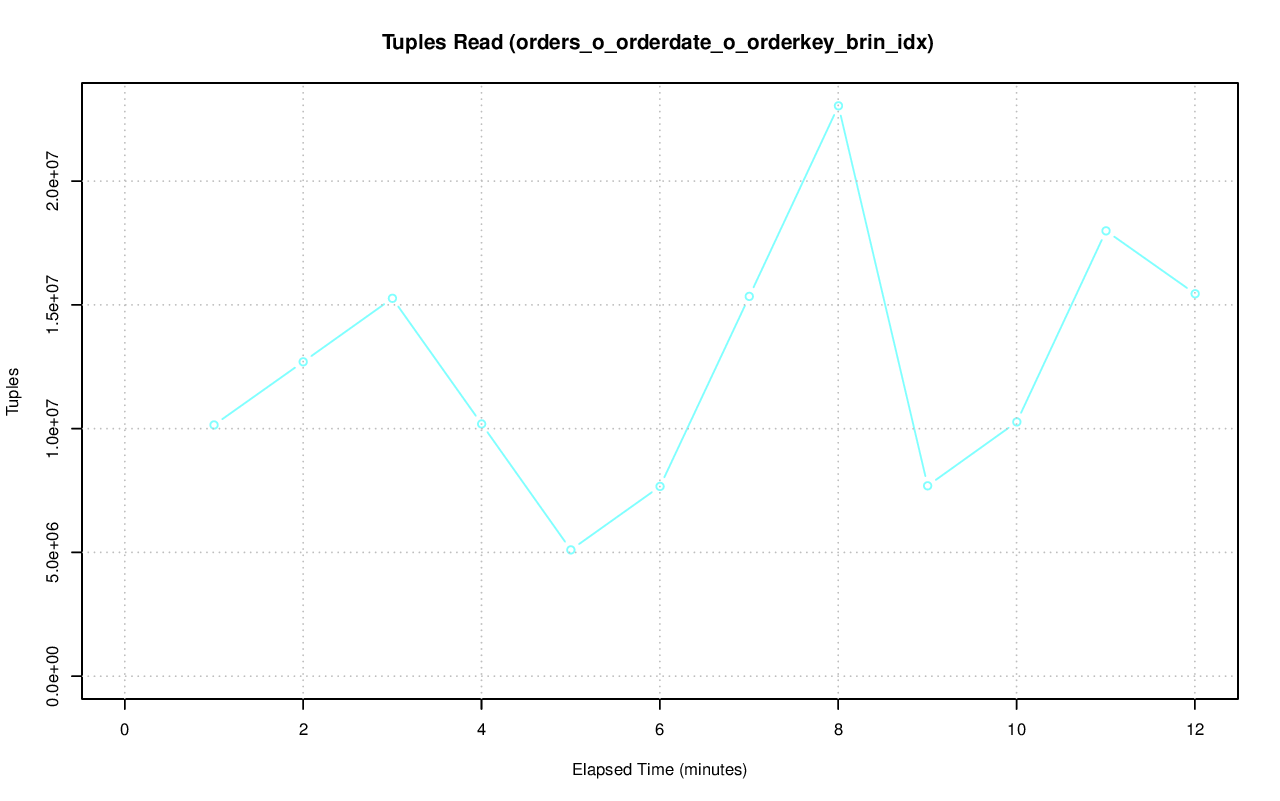 Tuples Read (orders_o_orderdate_o_orderkey_brin_idx)
Tuples
2.0e+07
1.5e+07
1.0e+07
5.0e+06
0.0e+00
0 2 4 6 8 10 12
Elapsed Time (minutes)